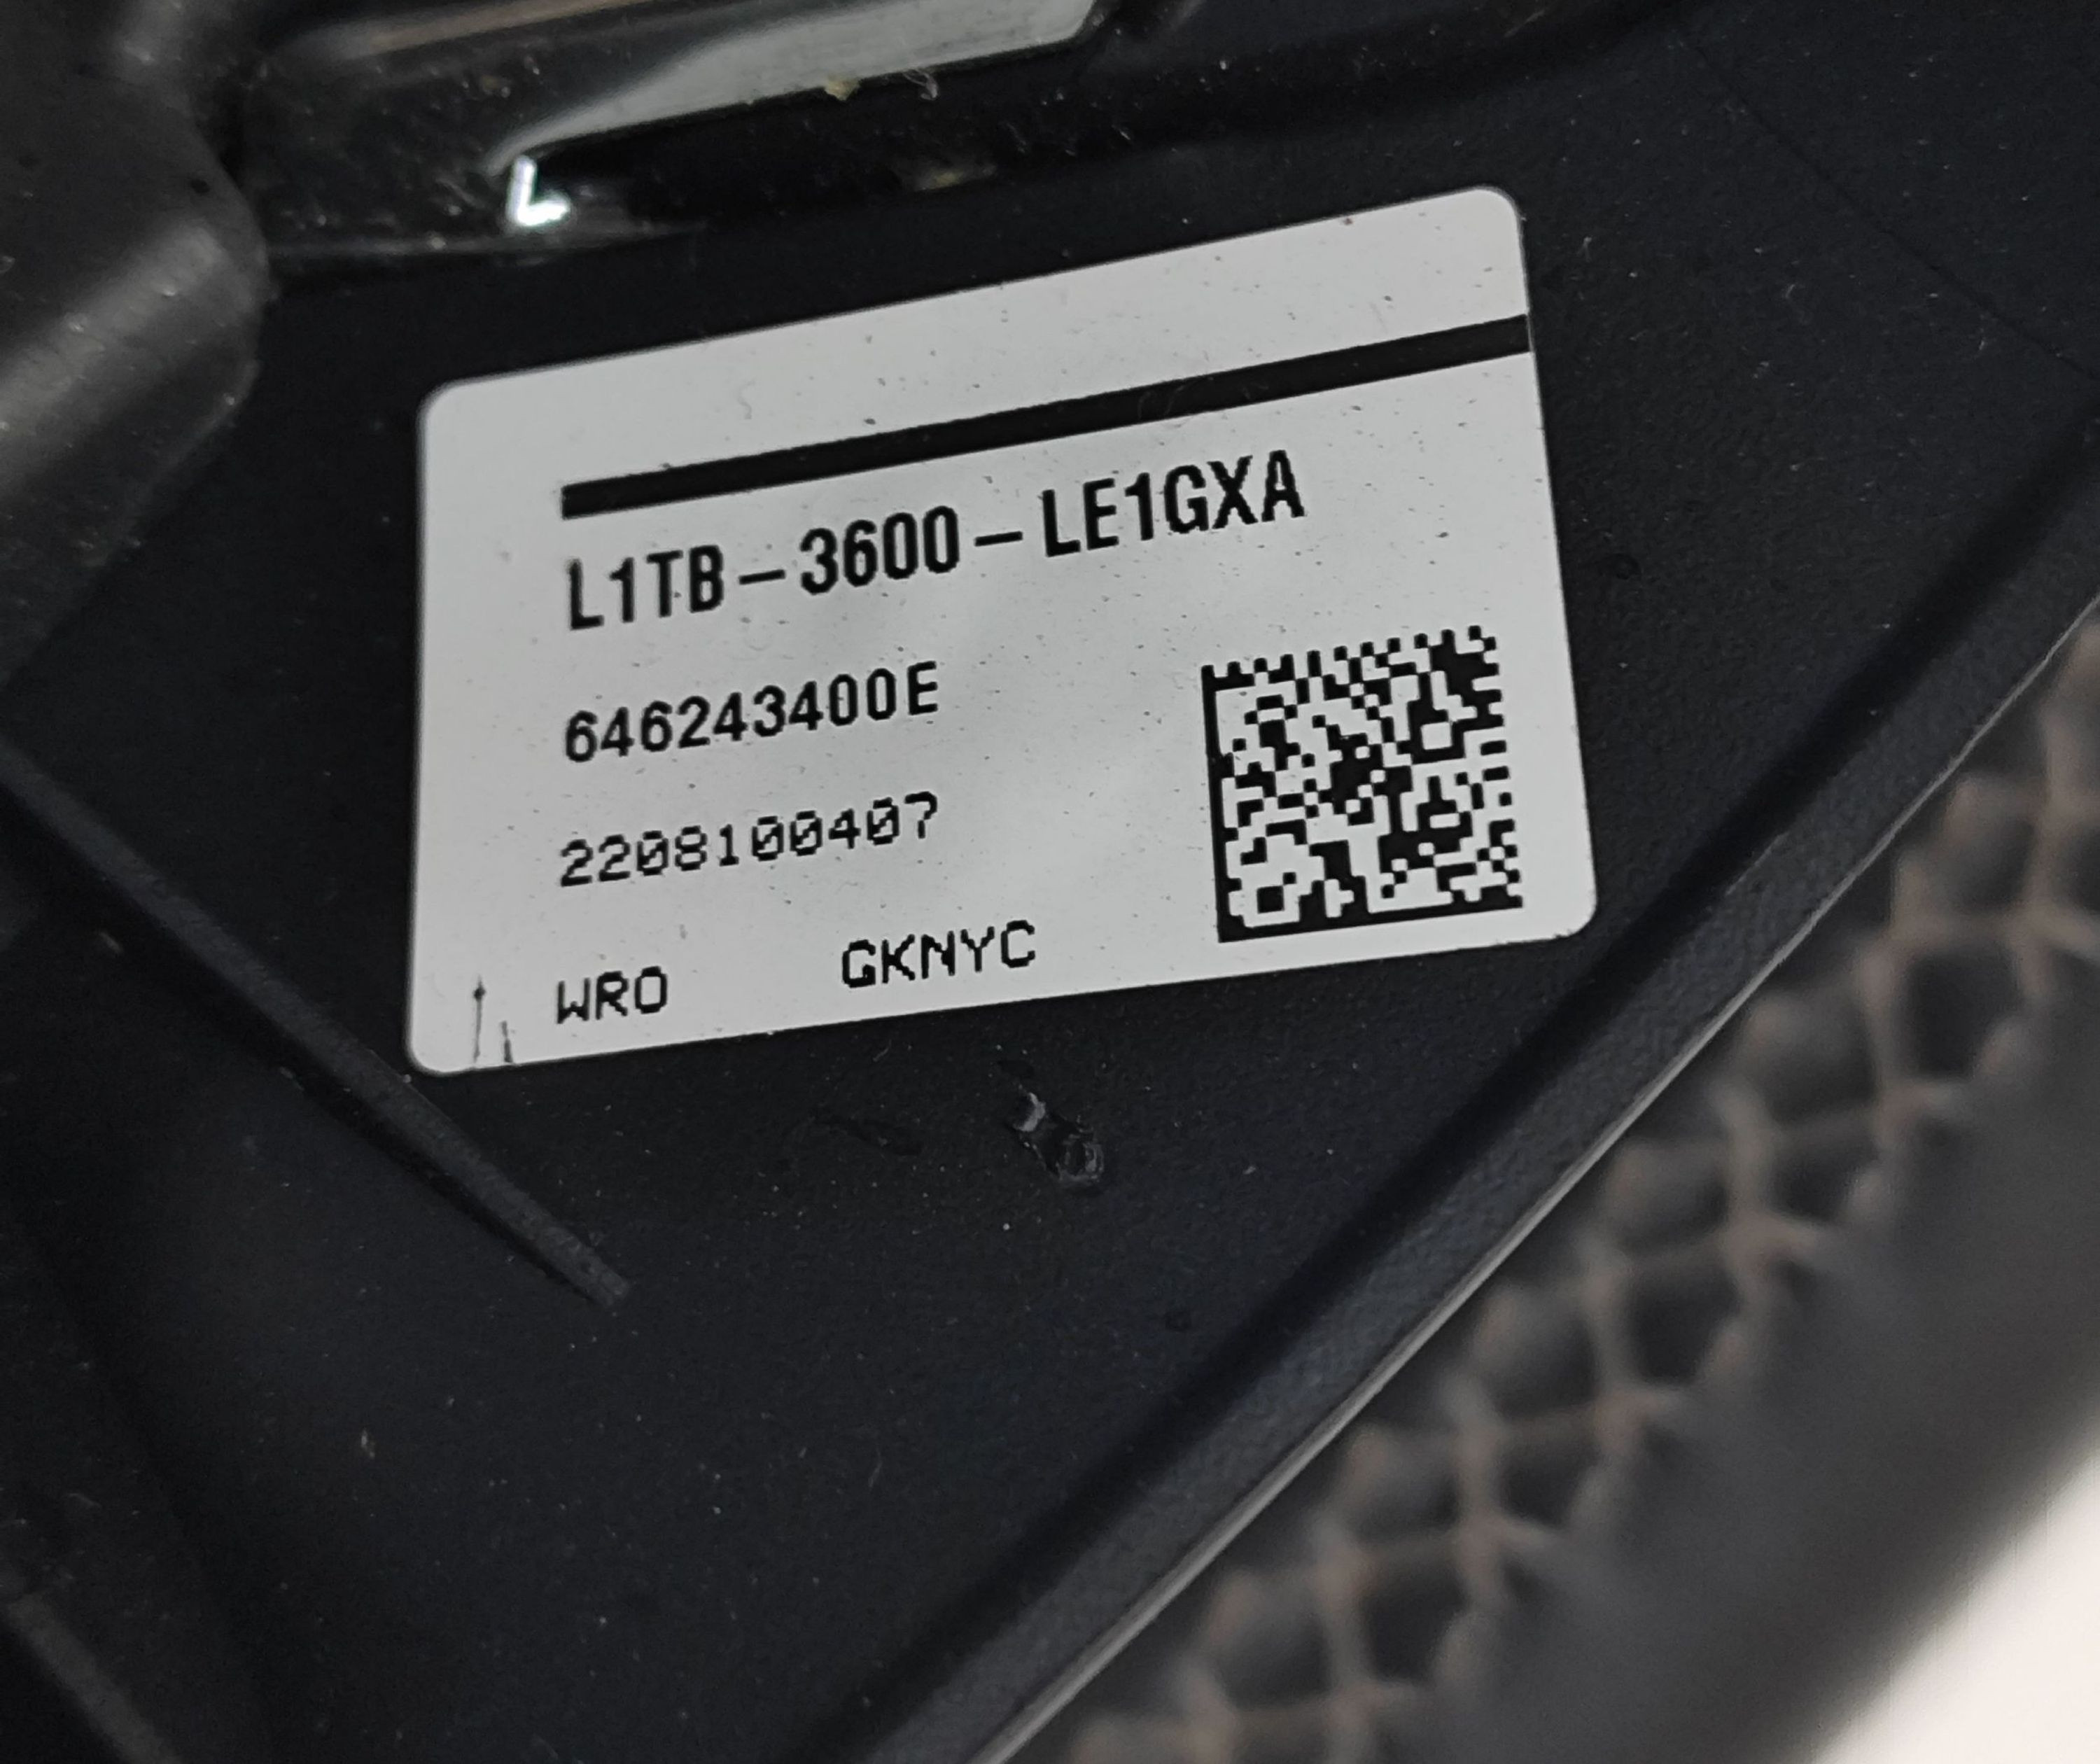 L1TB-3600-LE1GXA
646243400E
2208100407
WRO GKNYC